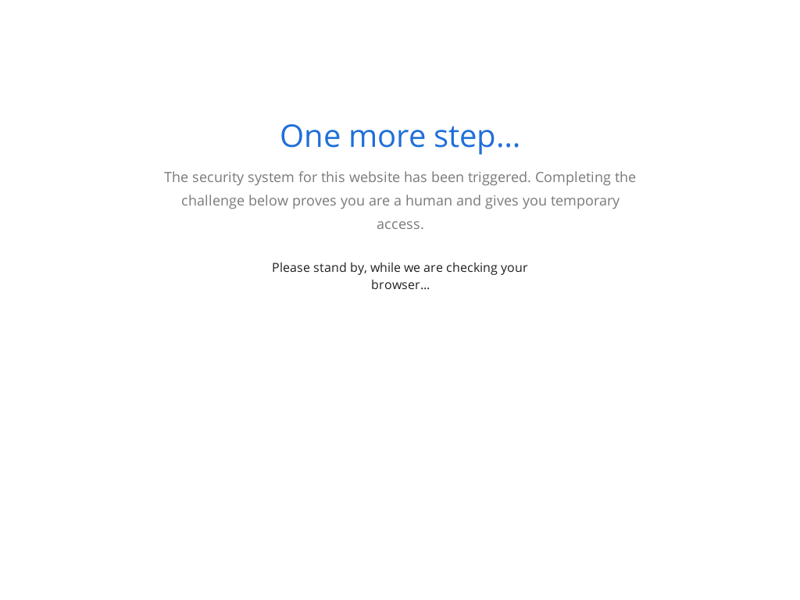 One more step...
The security system for this website has been triggered. Completing the
challenge below proves you are a human and gives you temporary
access.
Please stand by, while we are checking your
browser...